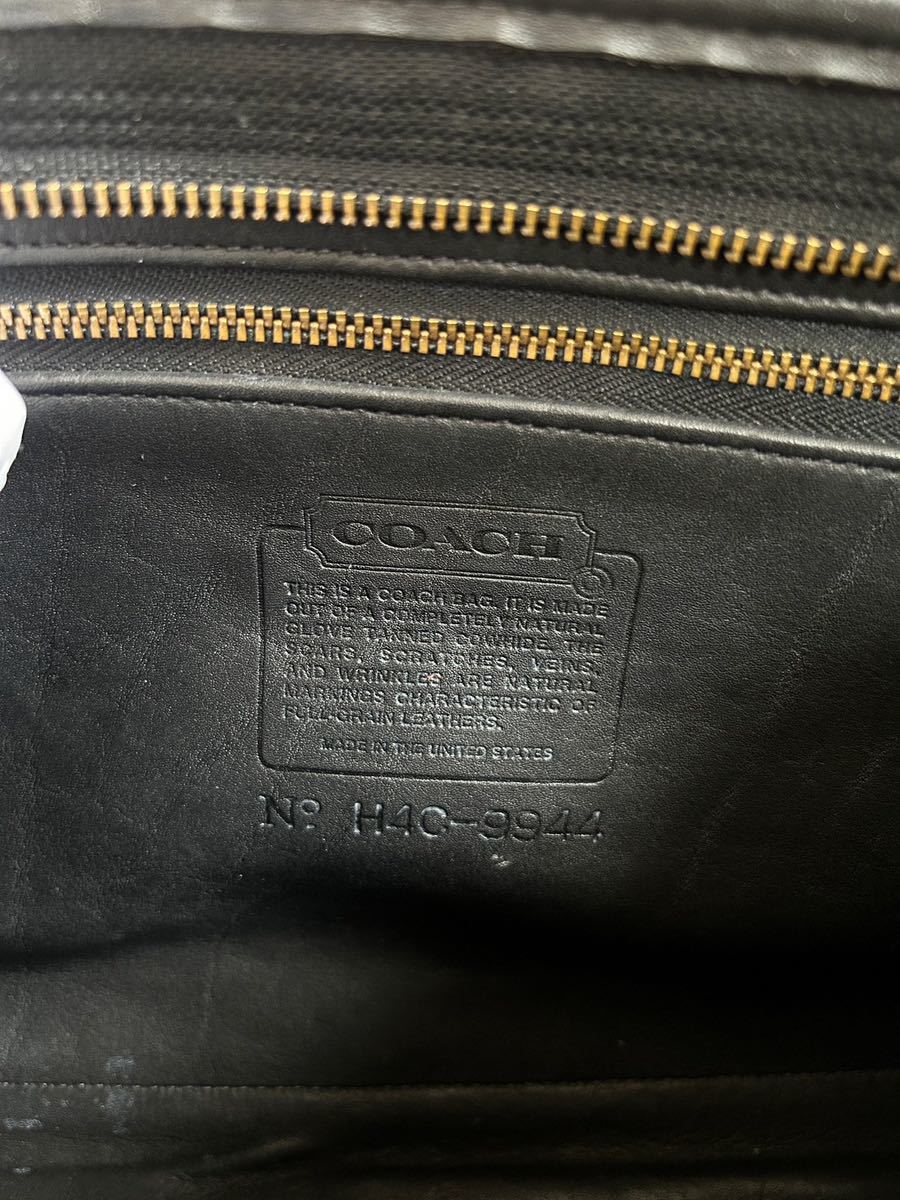 COACH
THIS IS A COACH BAG. IT IS MADE
OUT OF A COMPLETELY NATURAL
GLOVE TANNED COWHIDE. THE
SCARS, SCRATCHES, VEINS,
AND WRINKLES ARE NATURAL
MARNINGS CHARACTERISTIC OF
FULL-GRAIN LEATHERS.
MADE IN THE UNITED STATES
Nº H4C-9944